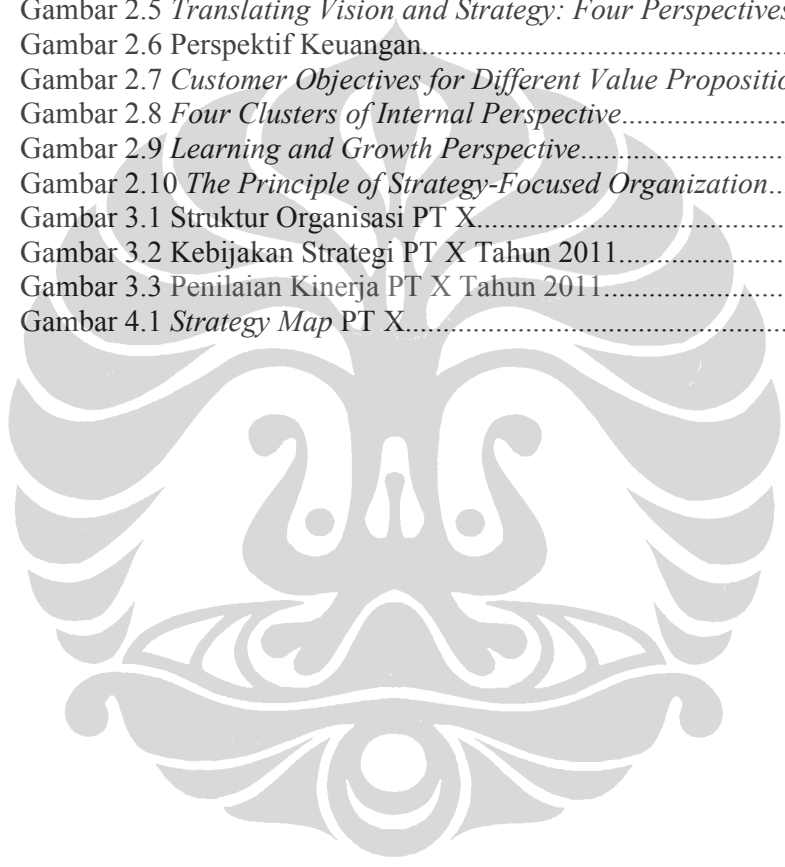 Gambar 2.5 Translating Vision and Strategy: Four Perspectives
Gambar 2.6 Perspektif Keuangan......................................................
Gambar 2.7 Customer Objectives for Different Value Propositio
Gambar 2.8 Four Clusters of Internal Perspective.......................
Gambar 2.9 Learning and Growth Perspective.............................
Gambar 2.10 The Principle of Strategy-Focused Organization...
Gambar 3.1 Struktur Organisasi PT X...........................................
Gambar 3.2 Kebijakan Strategi PT X Tahun 2011.......................
Gambar 3.3 Penilaian Kinerja PT X Tahun 2011.........................
Gambar 4.1 Strategy Map PT X.....................................................